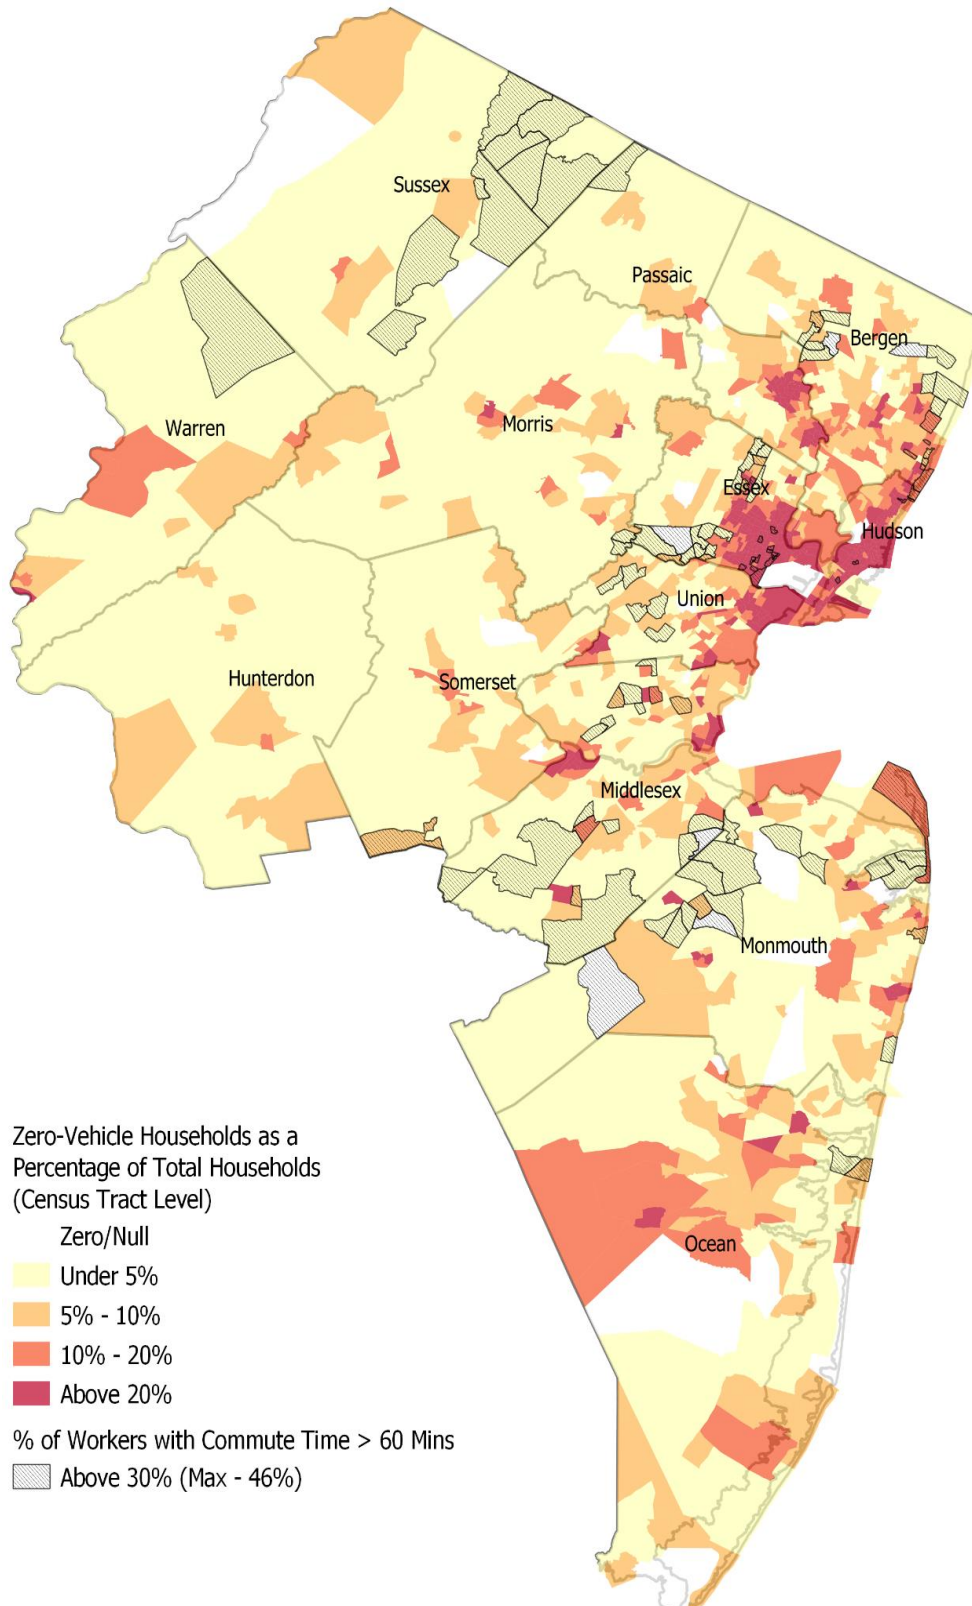 Sussex
Passaic
Bergen
Warren
Morris
Essex
Hudson
Union
Hunterdon
Somerset
Middlesex
Monmouth
Ocean
Zero-Vehicle Households as a
Percentage of Total Households
(Census Tract Level)
Zero/Null
Under 5%
5% - 10%
10% - 20%
Above 20%
% of Workers with Commute Time > 60 Mins
Above 30% (Max - 46%)